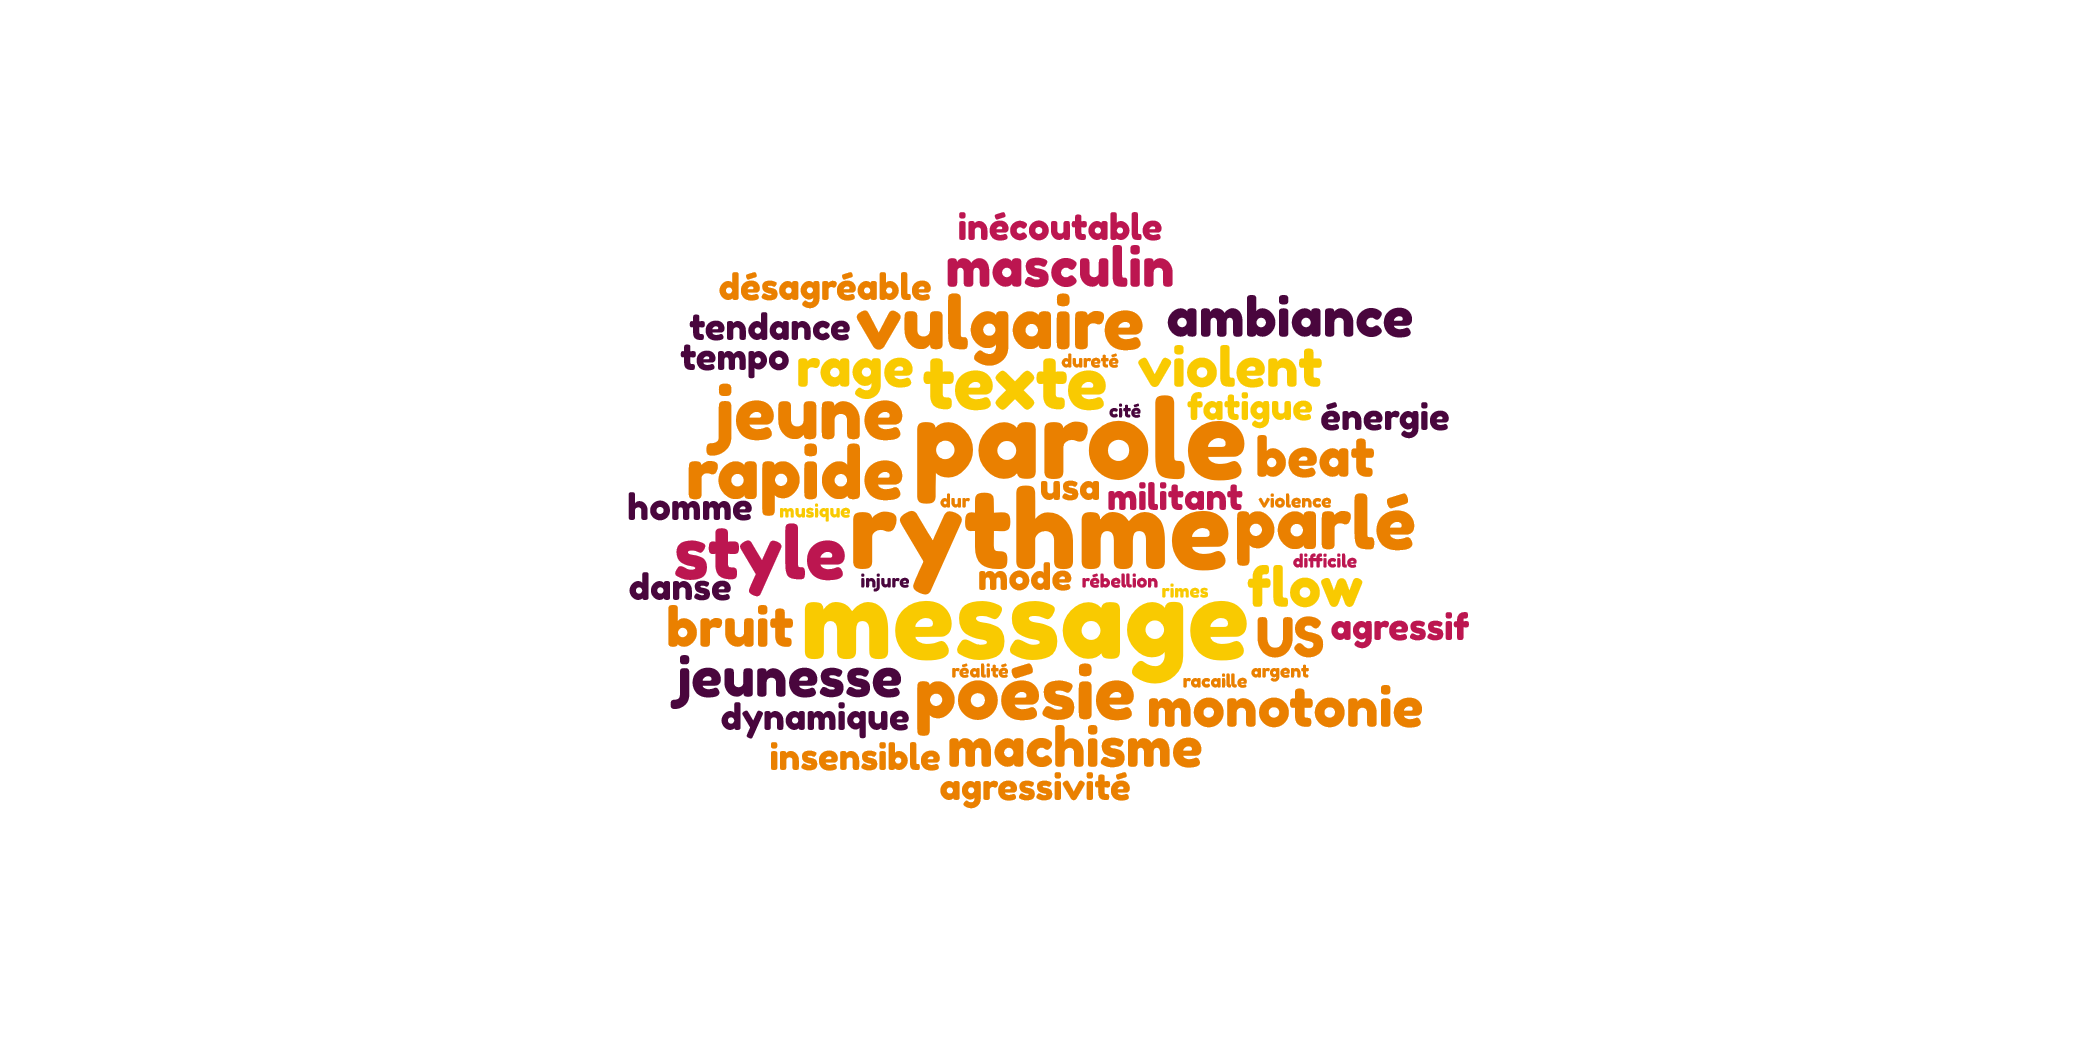 inécoutable
masculin
désagréable
ambiance
vulgaire
tendance
tempo
rage
dureté
violent
texte
jeune
cité
fatigue
énergie
parole
beat
rapide
usa
militant
homme
musique
dur
violence
rythme
parlé
style
difficile
danse
injure
mode
rébellion
rimes
flow
bruit
message
US
agressif
jeunesse
réalité
racaille
argent
poésie
monotonie
dynamique
machisme
insensible
agressivité